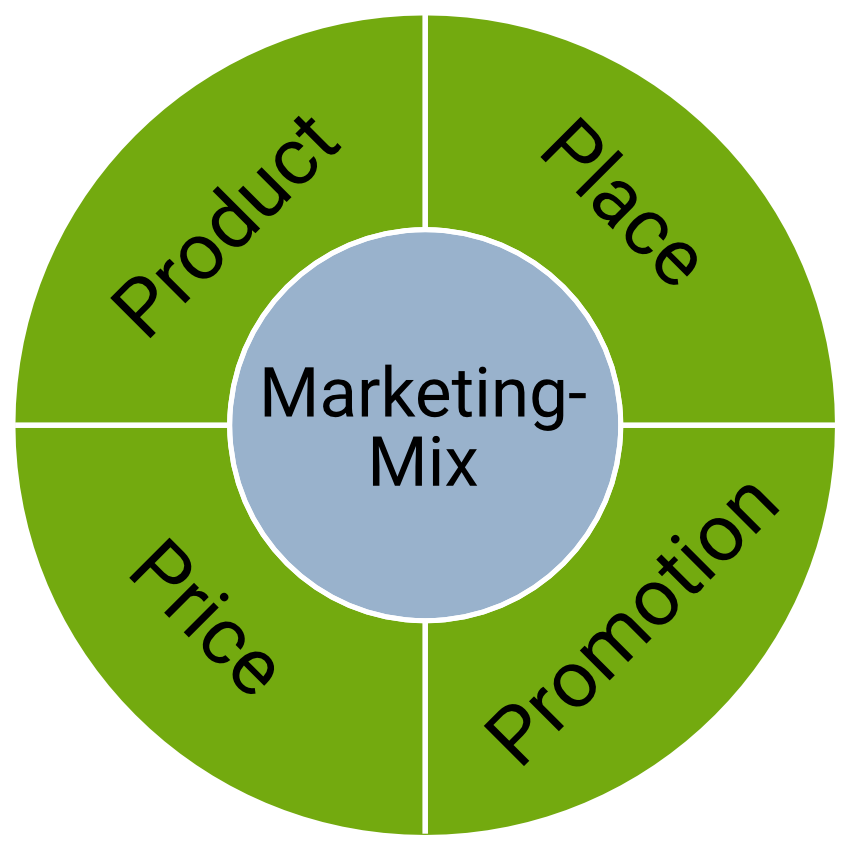 Product
Place
Marketing-
Mix
Price
Promotion